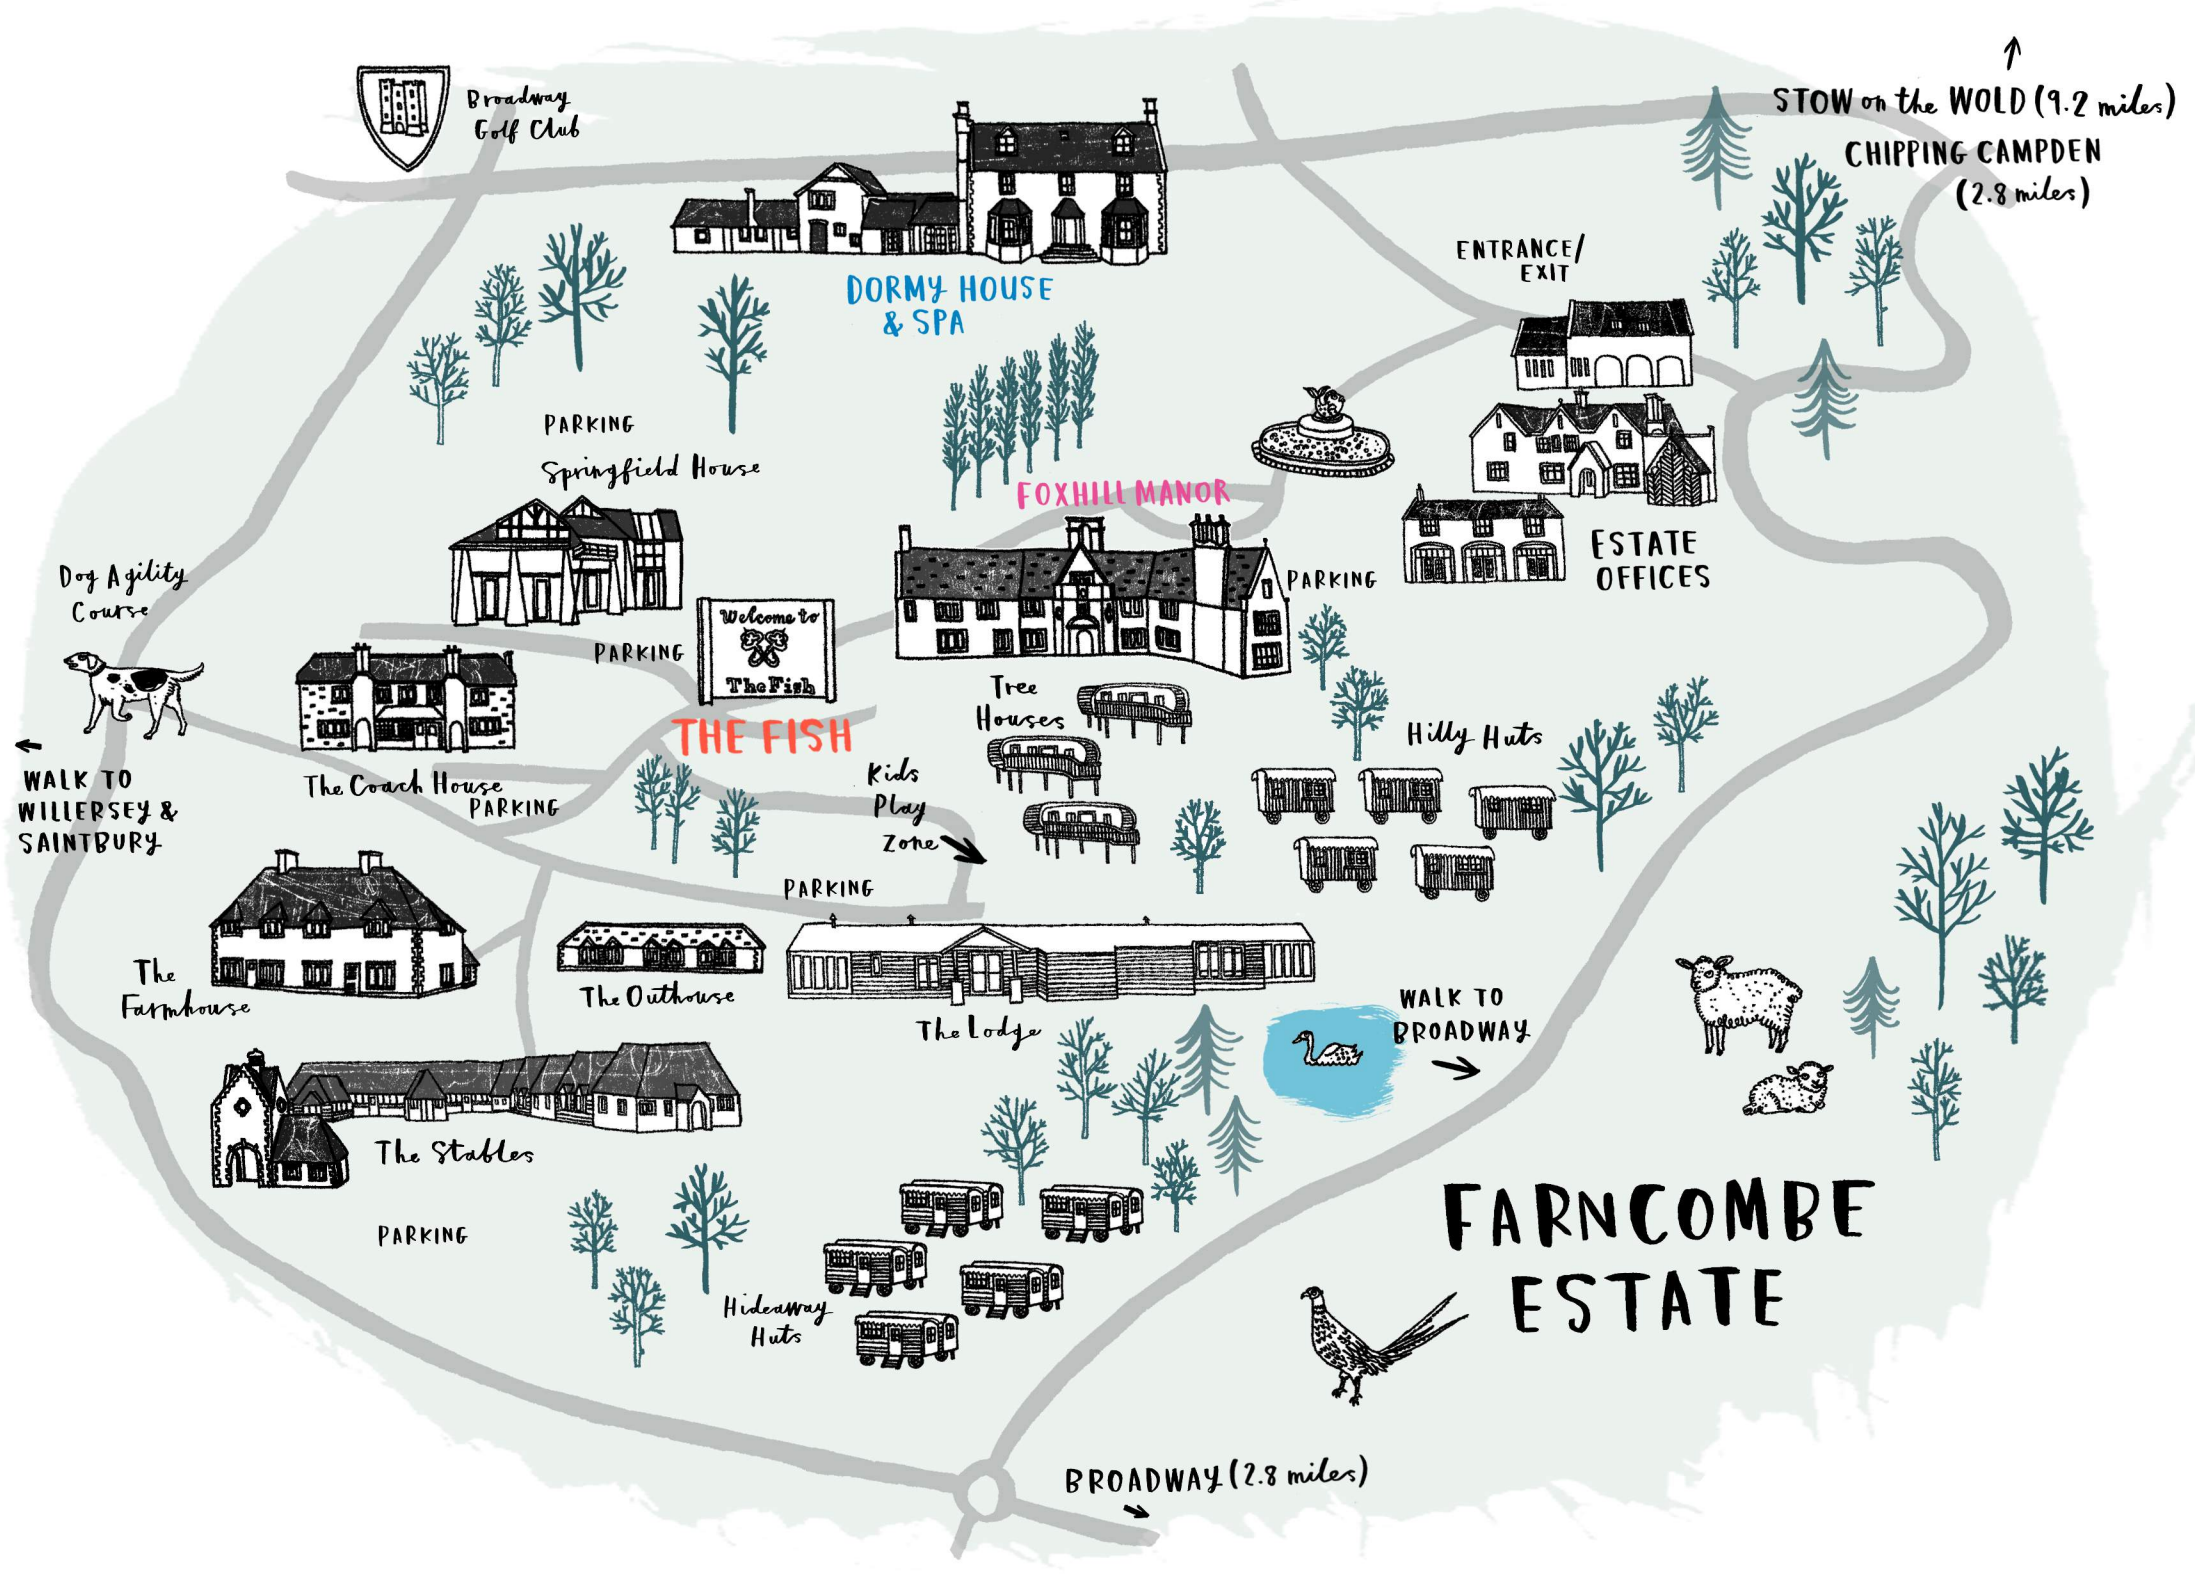 Broadway
Golf Club
STOW on the WOLD (9.2 miles)
CHIPPING CAMPDEN
(2.8 miles)
ENTRANCE/
EXIT
DORMY HOUSE
& SPA
PARKING
Springfield House
FOXHILL MANOR
ESTATE
OFFICES
PARKING
Dog Agility
Course
Welcome to
The Fish
PARKING
THE FISH
Tree
Houses
Hilly Huts
WALK TO
WILLERSEY &
SAINTBURY
The Coach House
PARKING
Kids
Play
Zone
PARKING
The
Farmhouse
The Outhouse
The Lodge
WALK TO
BROADWAY
The Stables
PARKING
Hideaway
Huts
FARNCOMBE
ESTATE
BROADWAY (2.8 miles)